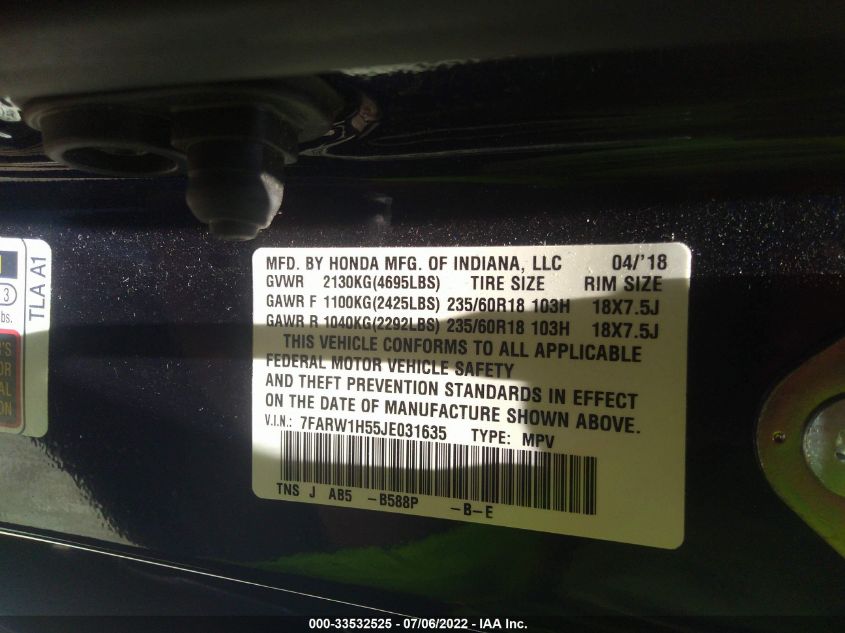 MFD. BY HONDA MFG. OF INDIANA, LLC 04/'18
GVWR 2130KG(4695LBS) TIRE SIZE RIM SIZE
GAWR F 1100KG(2425LBS) 235/60R18 103H 18X7.5J
GAWR R 1040KG(2292LBS) 235/60R18 103H 18X7.5J
THIS VEHICLE CONFORMS TO ALL APPLICABLE
FEDERAL MOTOR VEHICLE SAFETY
AND THEFT PREVENTION STANDARDS IN EFFECT
ON THE DATE OF MANUFACTURE SHOWN ABOVE.
V.I.N.: 7FARW1H55JE031635 TYPE: MPV
TNS J AB5 -B588P -B-E
TLA A1
3
bs.
000-33532525 - 07/06/2022 - IAA Inc.